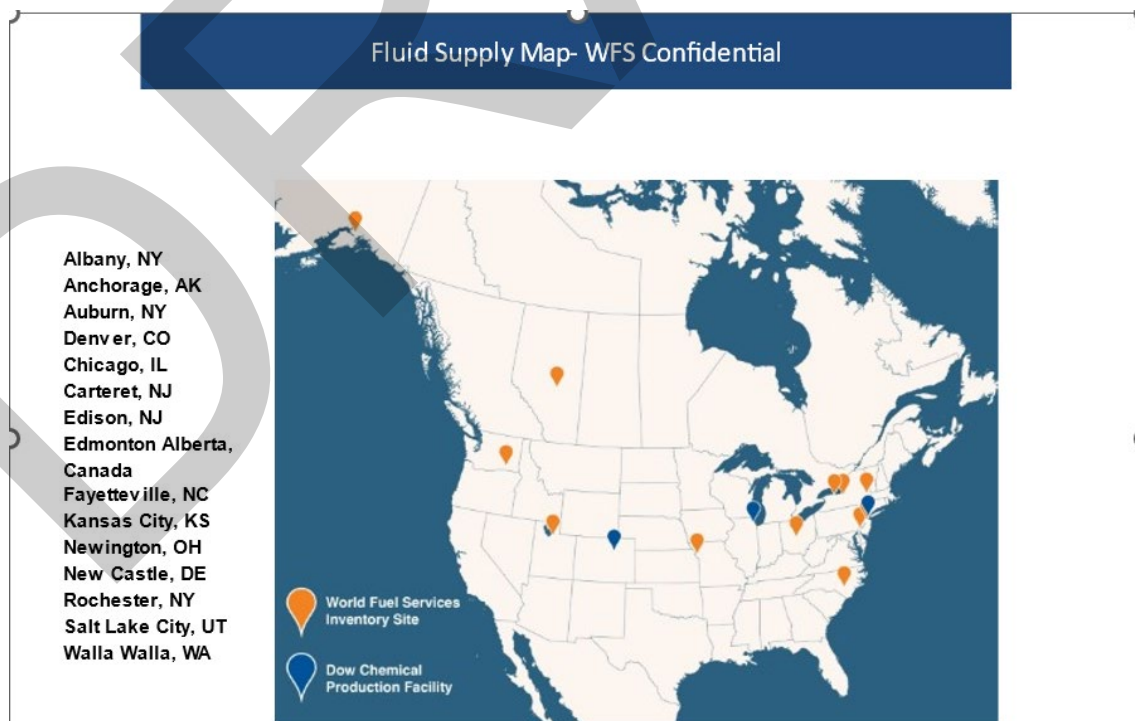 Fluid Supply Map- WFS Confidential
Albany, NY
Anchorage, AK
Auburn, NY
Denver, CO
Chicago, IL
Carteret, NJ
Edison, NJ
Edmonton Alberta,
Canada
Fayetteville, NC
Kansas City, KS
Newington, OH
New Castle, DE
Rochester, NY
Salt Lake City, UT
Walla Walla, WA
World Fuel Services
Inventory Site
Dow Chemical
Production Facility